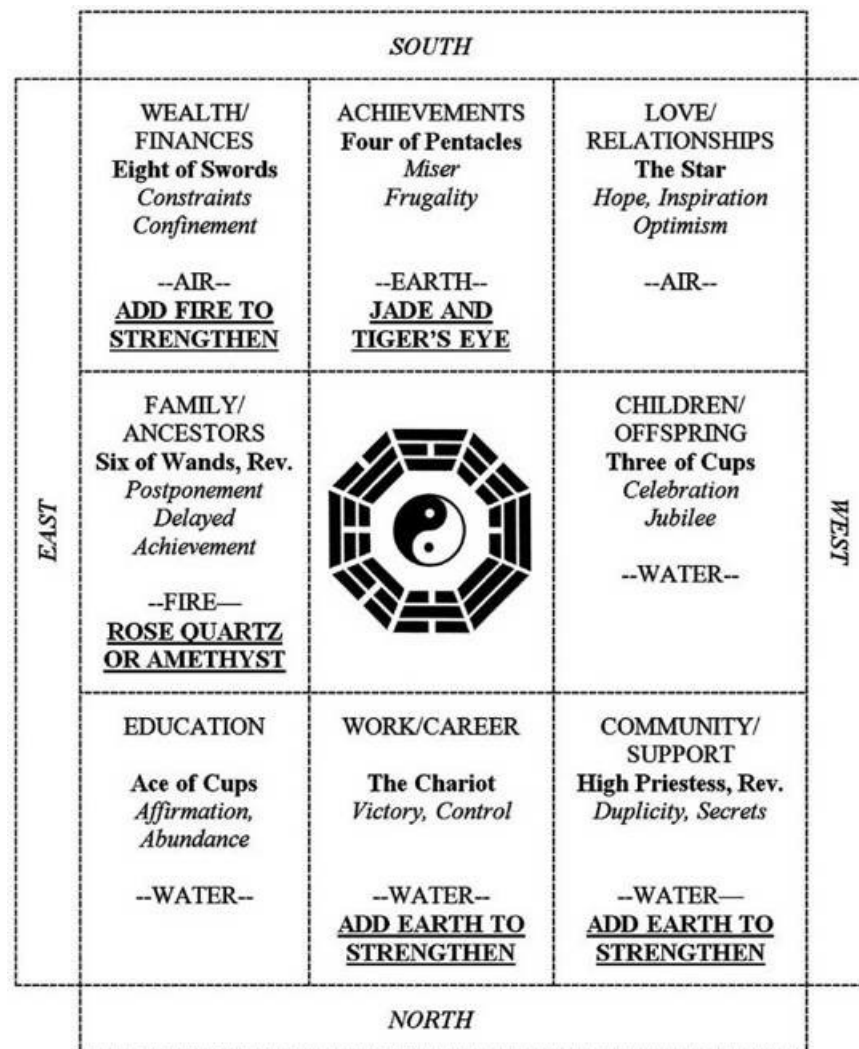 SOUTH
EAST
WEALTH/
FINANCES
Eight of Swords
Constraints
Confinement
--AIR--
ADD FIRE TO
STRENGTHEN
ACHIEVEMENTS
Four of Pentacles
Miser
Frugality
--EARTH--
JADE AND
TIGER'S EYE
LOVE/
RELATIONSHIPS
The Star
Hope, Inspiration
Optimism
--AIR--
FAMILY/
ANCESTORS
Six of Wands, Rev.
Postponement
Delayed
Achievement
--FIRE—
ROSE QUARTZ
OR AMETHYST
CHILDREN/
OFFSPRING
Three of Cups
Celebration
Jubilee
--WATER--
EDUCATION
Ace of Cups
Affirmation,
Abundance
--WATER--
WORK/CAREER
The Chariot
Victory, Control
--WATER--
ADD EARTH TO
STRENGTHEN
COMMUNITY/
SUPPORT
High Priestess, Rev.
Duplicity, Secrets
--WATER—
ADD EARTH TO
STRENGTHEN
WEST
NORTH